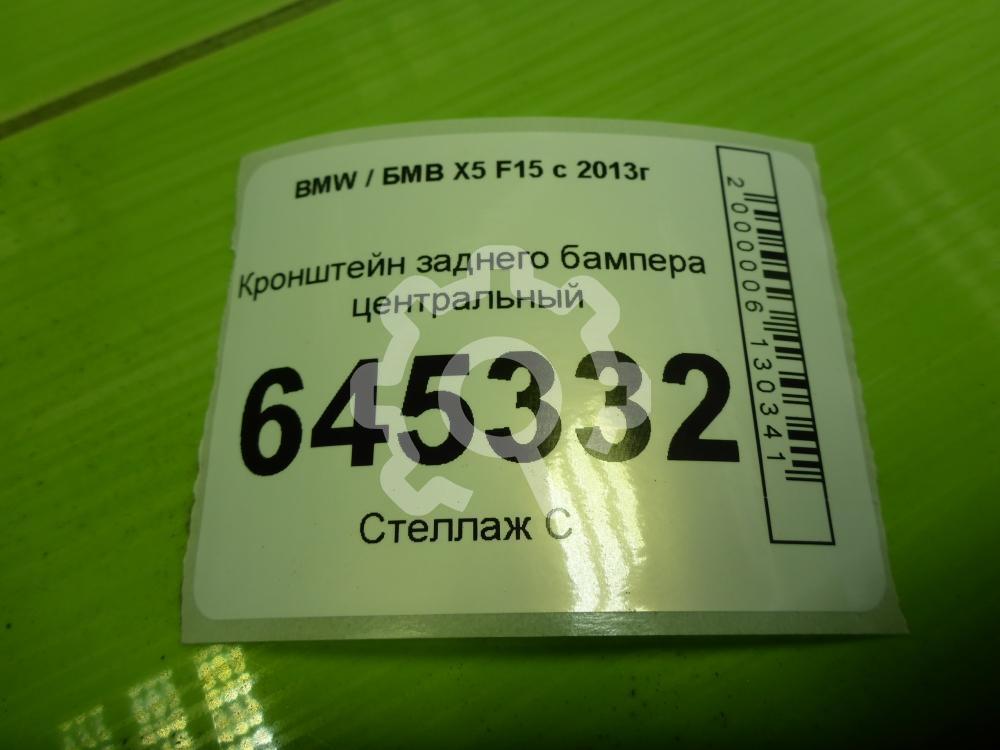 BMW / БМВ X5 F15 с 2013г
Кронштейн заднего бампера
центральный
645332
Стеллаж С
2000006130341